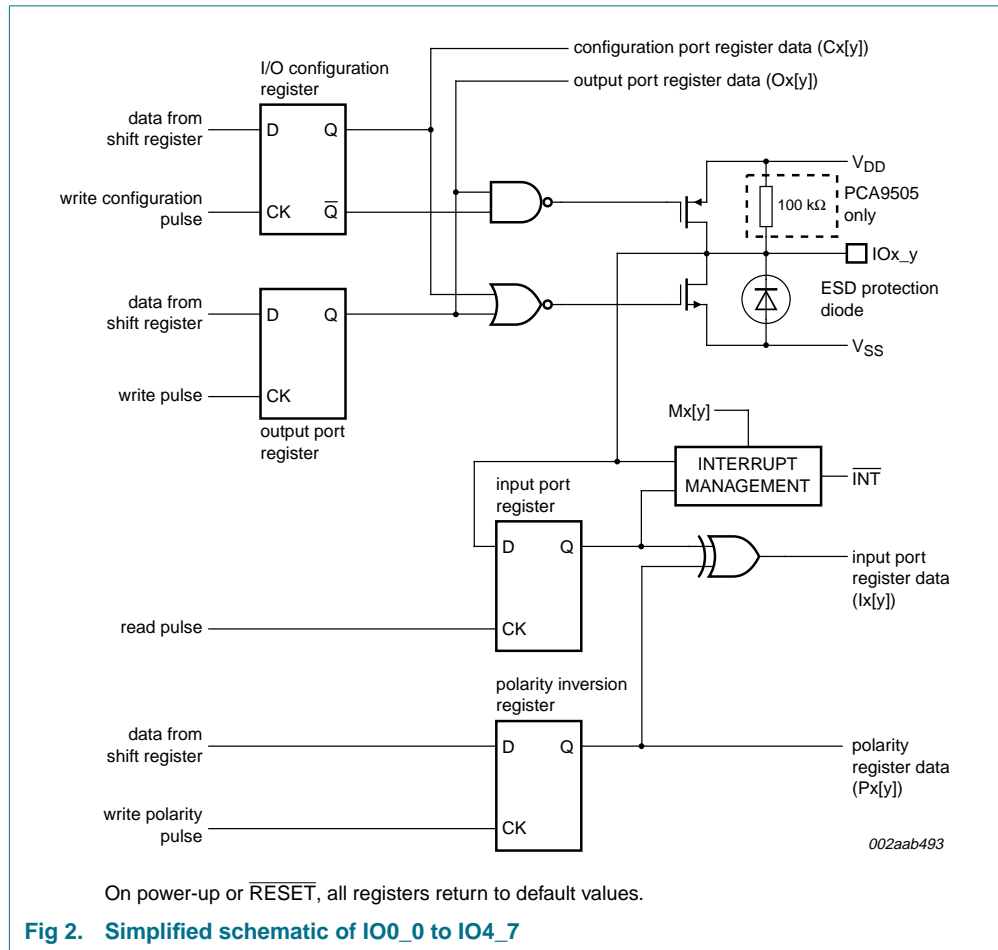 configuration port register data (Cx[y])
I/O configuration
register
output port register data (Ox[y])
data from
shift register
D
Q
write configuration
pulse
CK
Q̅
VDD
PCA9505
only
100 kΩ
IOx_y
ESD protection
diode
VSS
data from
shift register
D
Q
write pulse
CK
output port
register
Mx[y]
INTERRUPT
MANAGEMENT
I̅N̅T̅
input port
register
D
Q
input port
register data
(Ix[y])
read pulse
CK
polarity inversion
register
data from
shift register
D
Q
polarity
register data
(Px[y])
write polarity
pulse
CK
002aab493
On power-up or R̅E̅S̅E̅T̅, all registers return to default values.
Fig 2. Simplified schematic of IO0_0 to IO4_7